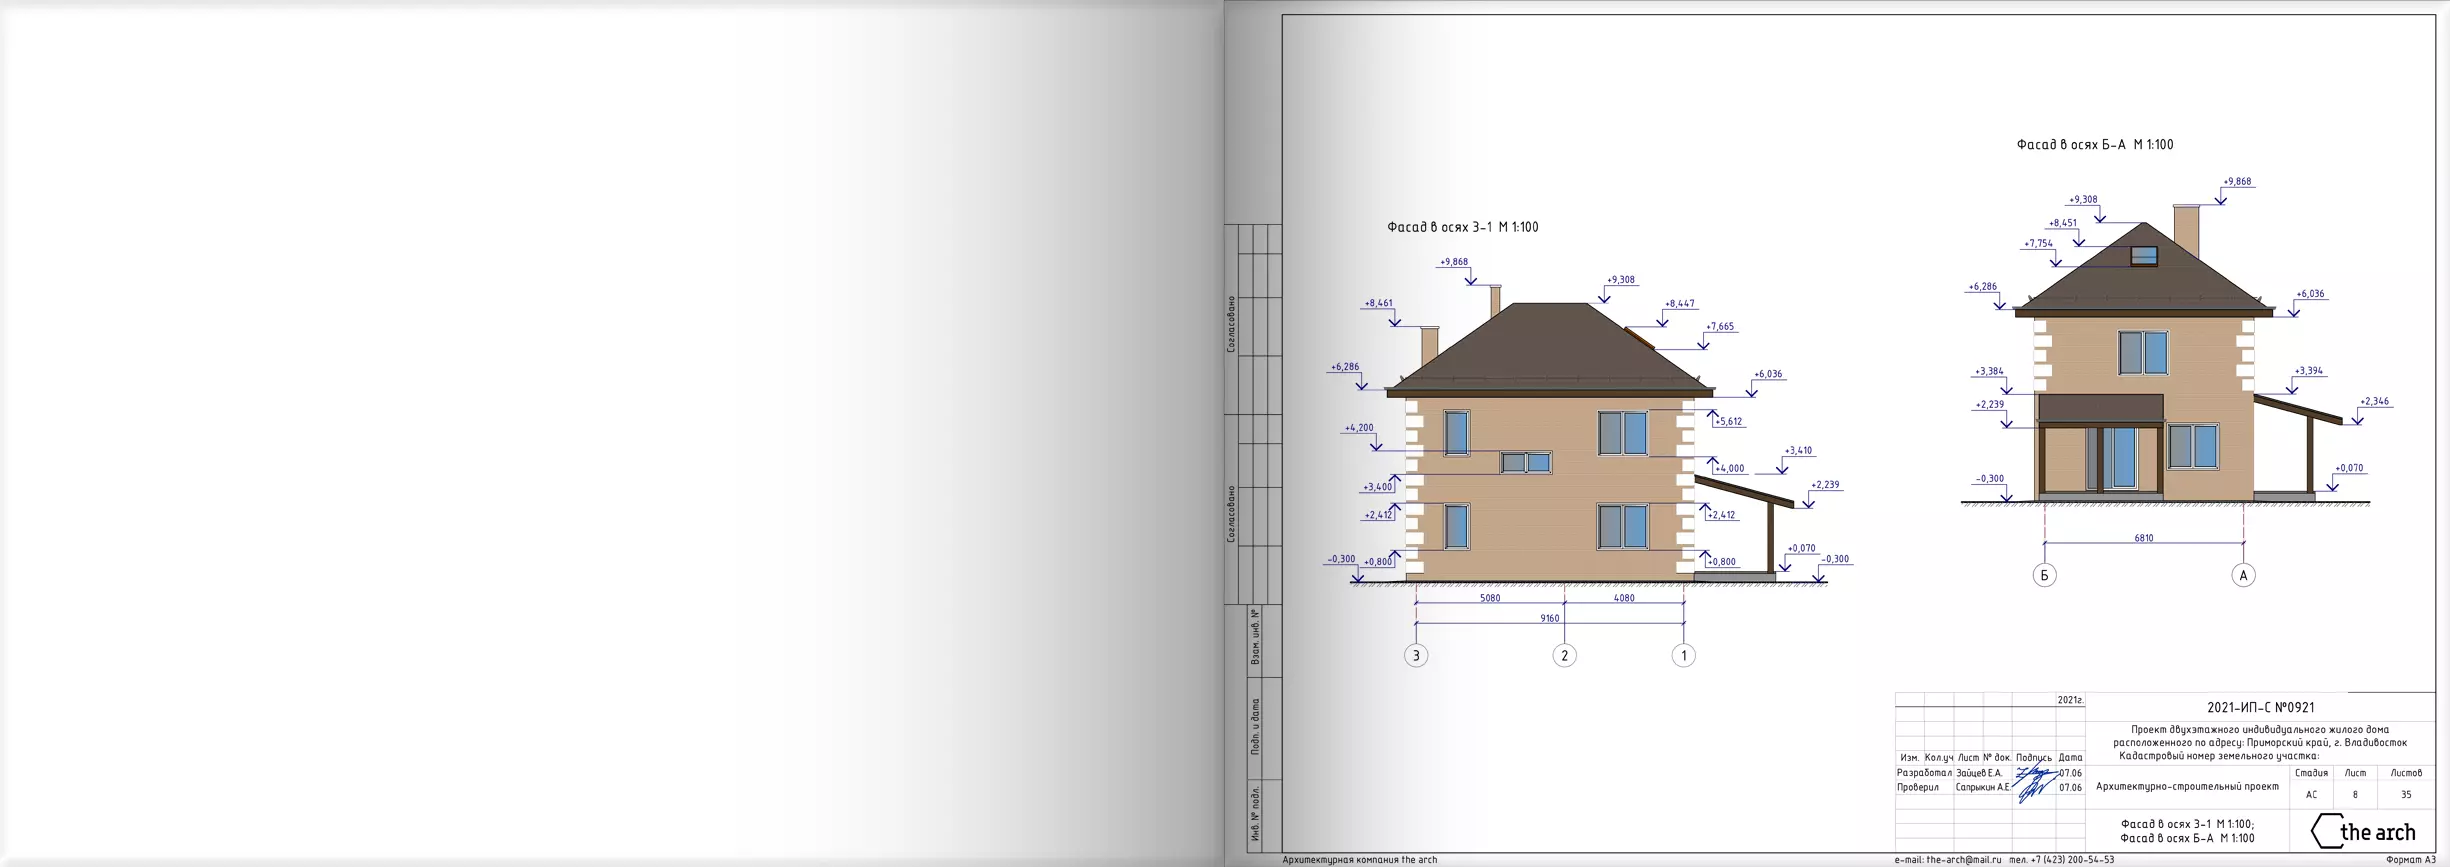 Согласовано
Согласовано
Взам. инв. №
Подп. и дата
Инв. № подл.
Фасад в осях 3-1 М 1:100
+9,868
+9,308
+8,461
+8,447
+7,665
+6,286
+6,036
+4,200
+5,612
+3,410
+4,000
+3,400
+2,239
+2,412
+2,412
+0,070
-0,300
+0,800
+0,800
-0,300
5080
4080
9160
3
2
1
Фасад в осях Б-А М 1:100
+9,868
+9,308
+8,451
+7,754
+6,286
+6,036
+3,384
+3,394
+2,239
+2,346
+0,070
-0,300
6810
Б
А
2021г.
2021-ИП-С №0921
Проект двухэтажного индивидуального жилого дома
расположенного по адресу: Приморский край, г. Владивосток
Кадастровый номер земельного участка:
Изм. Кол.уч Лист № док. Подпись Дата
Разработал Зайцев Е.А. 07.06
Проверил Сапрыкин А.Е. 07.06
Архитектурно-строительный проект
Стадия Лист Листов
АС 8 35
Фасад в осях 3-1 М 1:100;
Фасад в осях Б-А М 1:100
the arch
Архитектурная компания the arch
e-mail: the-arch@mail.ru тел. +7 (423) 200-54-53
Формат А3